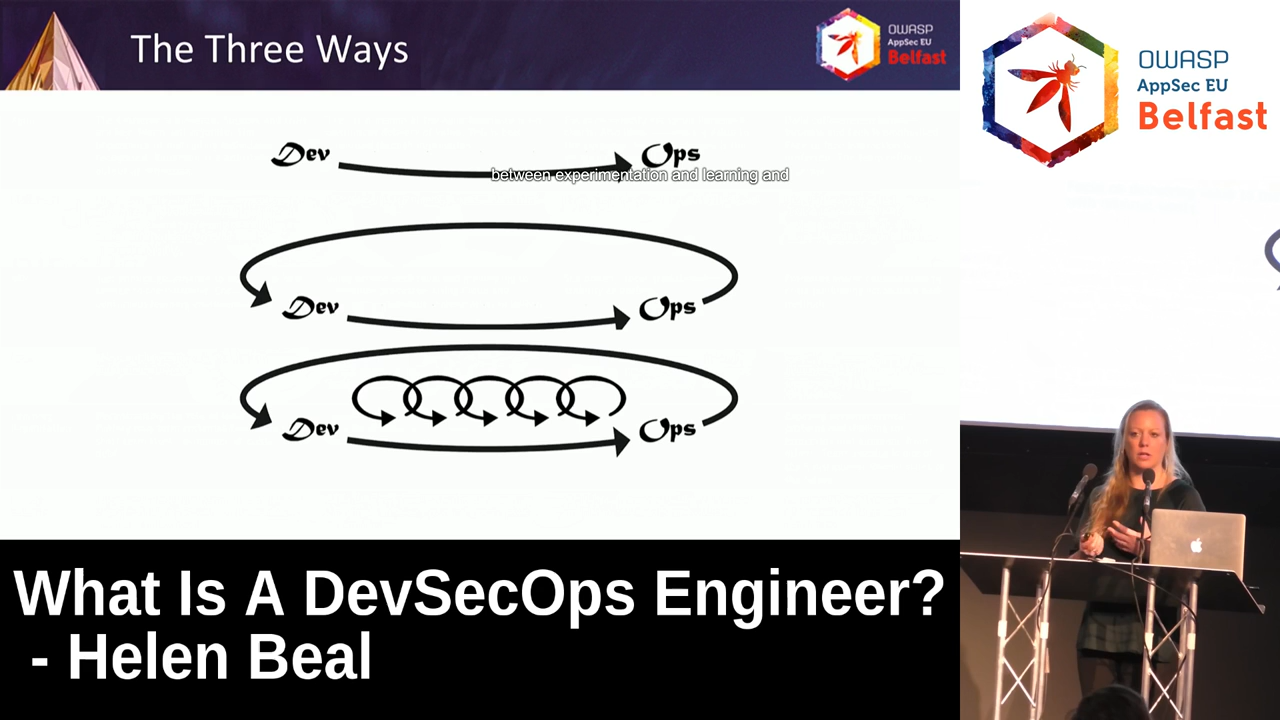 The Three Ways
OWASP
AppSec EU
Belfast
OWASP
AppSec EU
Belfast
Dev
Ops
between experimentation and learning and
Dev
Ops
Dev
Ops
What Is A DevSecOps Engineer?
- Helen Beal